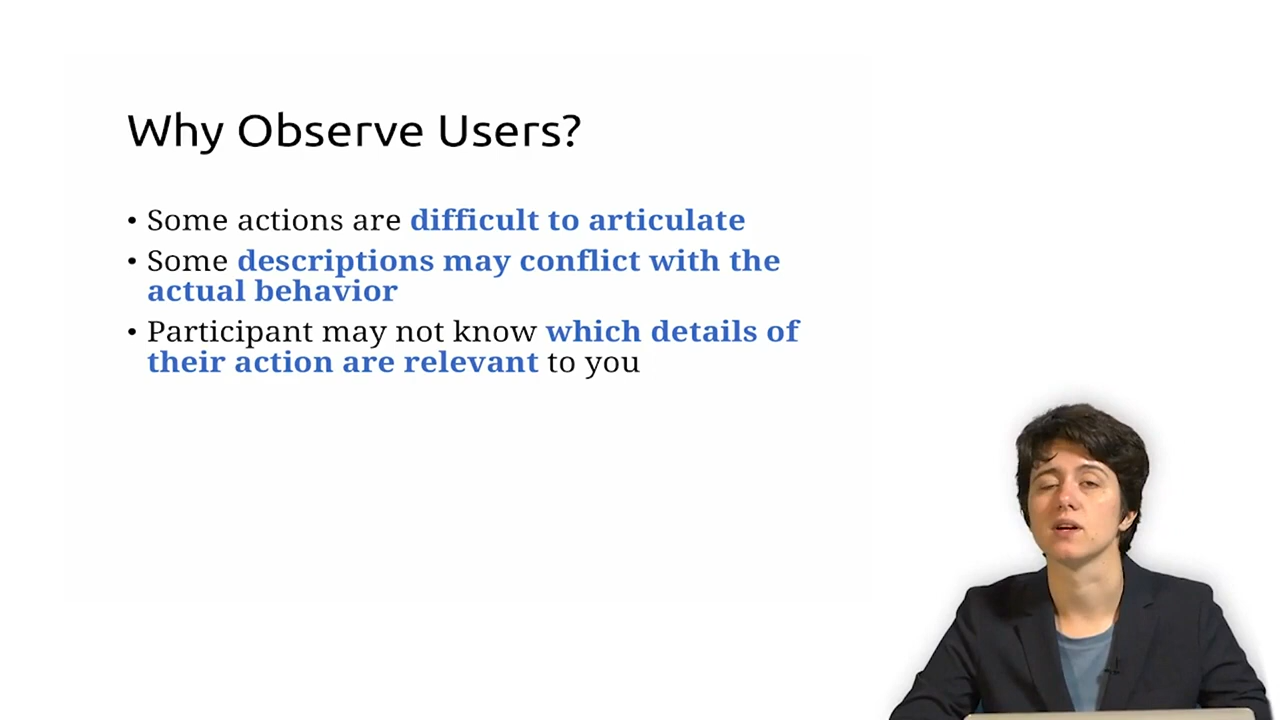 Why Observe Users?
• Some actions are difficult to articulate
• Some descriptions may conflict with the
actual behavior
• Participant may not know which details of
their action are relevant to you